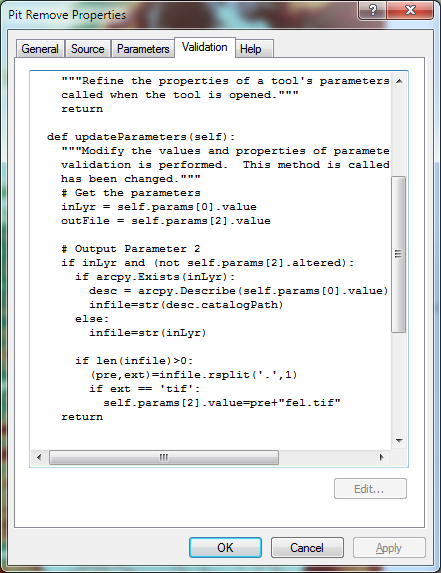 Pit Remove Properties
General Source Parameters Validation Help
"""Refine the properties of a tool's parameters
called when the tool is opened."""
return
def updateParameters(self):
"""Modify the values and properties of paramete
validation is performed.  This method is called
has been changed."""
# Get the parameters
inLyr = self.params[0].value
outFile = self.params[2].value
# Output Parameter 2
if inLyr and (not self.params[2].altered):
if arcpy.Exists(inLyr):
desc = arcpy.Describe(self.params[0].value)
infile=str(desc.catalogPath)
else:
infile=str(inLyr)
if len(infile)>0:
(pre,ext)=infile.rsplit('.',1)
if ext == 'tif':
self.params[2].value=pre+"fel.tif"
return
Edit...
OK Cancel Apply